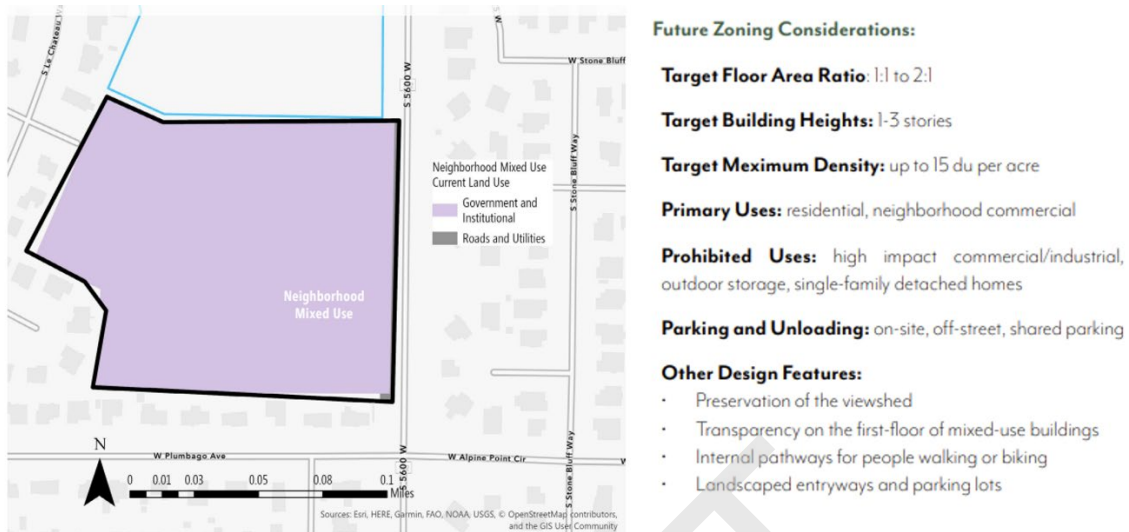 S Le Chateau Way
W Stone Bluff
S 5600 W
S Stone Bluff Way
Neighborhood Mixed Use
Current Land Use
Government and
Institutional
Roads and Utilities
Neighborhood
Mixed Use
N
W Plumbago Ave
S 5600 W
W Alpine Point Cir
W
S Stone Bluff Way
0 0.01 0.03 0.05 0.08 0.1
Miles
Sources: Esri, HERE, Garmin, FAO, NOAA, USGS, © OpenStreetMap contributors,
and the GIS User Community
Future Zoning Considerations:
Target Floor Area Ratio: 1:1 to 2:1
Target Building Heights: 1-3 stories
Target Meximum Density: up to 15 du per acre
Primary Uses: residential, neighborhood commercial
Prohibited Uses: high impact commercial/industrial,
outdoor storage, single-family detached homes
Parking and Unloading: on-site, off-street, shared parking
Other Design Features:
• Preservation of the viewshed
• Transparency on the first-floor of mixed-use buildings
• Internal pathways for people walking or biking
• Landscaped entryways and parking lots